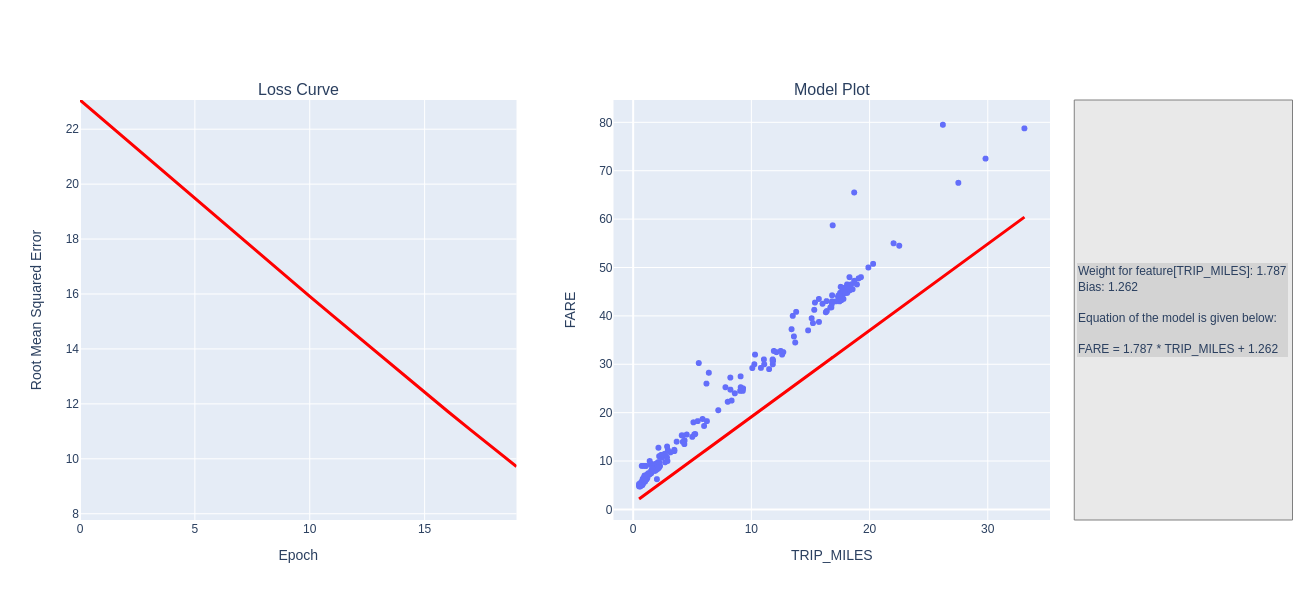 Loss Curve
Root Mean Squared Error
22
20
18
16
14
12
10
8
0
5
10
15
Epoch
Model Plot
FARE
80
70
60
50
40
30
20
10
0
0
10
20
30
TRIP_MILES
Weight for feature[TRIP_MILES]: 1.787
Bias: 1.262
Equation of the model is given below:
FARE = 1.787 * TRIP_MILES + 1.262